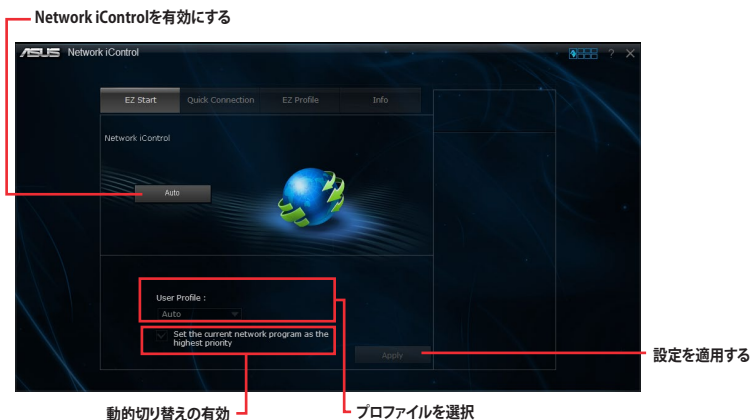 Network iControlを有効にする
ASUS Network iControl
? ×
EZ Start Quick Connection EZ Profile Info
Network iControl
Auto
User Profile :
Auto
Set the current network program as the
highest priority
Apply
設定を適用する
動的切り替えの有効
プロファイルを選択